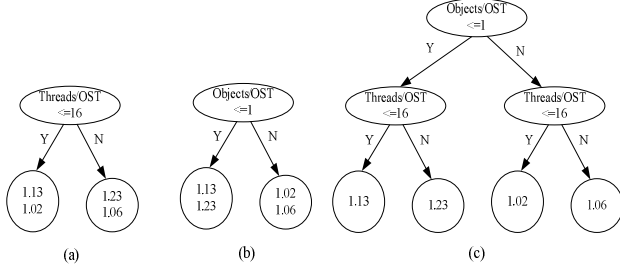 Threads/OST
<=16
Y
N
1.13
1.02
1.23
1.06
(a)
Objects/OST
<=1
Y
N
1.13
1.23
1.02
1.06
(b)
Objects/OST
<=1
Y
N
Threads/OST
<=16
Threads/OST
<=16
Y
N
Y
N
1.13
1.23
1.02
1.06
(c)